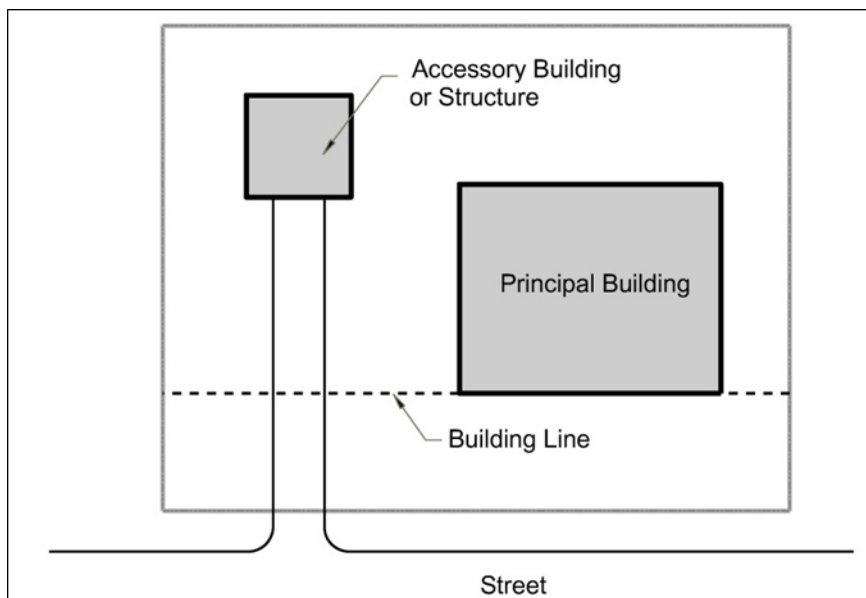 Accessory Building
or Structure
Principal Building
Building Line
Street